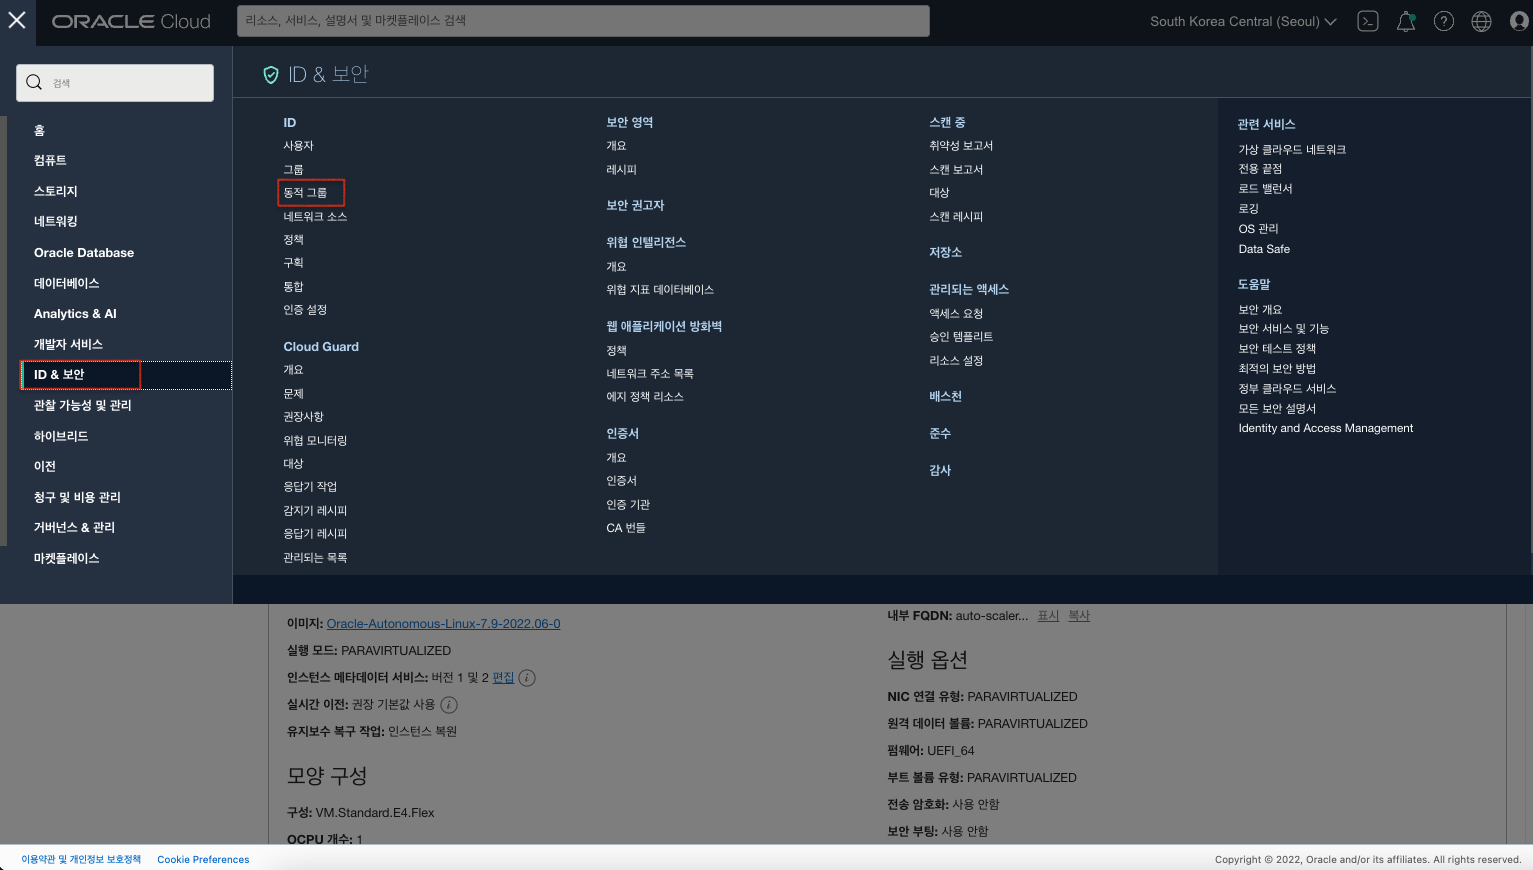 ORACLE Cloud
리소스, 서비스, 설명서 및 마켓플레이스 검색
South Korea Central (Seoul)
검색
홈
컴퓨트
스토리지
네트워킹
Oracle Database
데이터베이스
Analytics & AI
개발자 서비스
ID & 보안
관찰 가능성 및 관리
하이브리드
이전
청구 및 비용 관리
거버넌스 & 관리
마켓플레이스
ID & 보안
ID
사용자
그룹
동적 그룹
네트워크 소스
정책
구획
통합
인증 설정
Cloud Guard
개요
문제
권장사항
위협 모니터링
대상
응답기 작업
감지기 레시피
응답기 레시피
관리되는 목록
보안 영역
개요
레시피
보안 권고자
위협 인텔리전스
개요
위협 지표 데이터베이스
웹 애플리케이션 방화벽
정책
네트워크 주소 목록
에지 정책 리소스
인증서
개요
인증서
인증 기관
CA 번들
스캔 중
취약성 보고서
스캔 보고서
대상
스캔 레시피
저장소
관리되는 액세스
액세스 요청
승인 템플리트
리소스 설정
배스천
준수
감사
관련 서비스
가상 클라우드 네트워크
전용 끝점
로드 밸런서
로깅
OS 관리
Data Safe
도움말
보안 개요
보안 서비스 및 기능
보안 테스트 정책
최적의 보안 방법
정부 클라우드 서비스
모든 보안 설명서
Identity and Access Management
이미지: Oracle-Autonomous-Linux-7.9-2022.06-0
실행 모드: PARAVIRTUALIZED
인스턴스 메타데이터 서비스: 버전 1 및 2 편집
실시간 이전: 권장 기본값 사용
유지보수 복구 작업: 인스턴스 복원
모양 구성
구성: VM.Standard.E4.Flex
OCPU 개수: 1
내부 FQDN: auto-scaler... 표시 복사
실행 옵션
NIC 연결 유형: PARAVIRTUALIZED
원격 데이터 볼륨: PARAVIRTUALIZED
펌웨어: UEFI_64
부트 볼륨 유형: PARAVIRTUALIZED
전송 암호화: 사용 안함
보안 부팅: 사용 안함
이용약관 및 개인정보 보호정책 Cookie Preferences
Copyright © 2022, Oracle and/or its affiliates. All rights reserved.